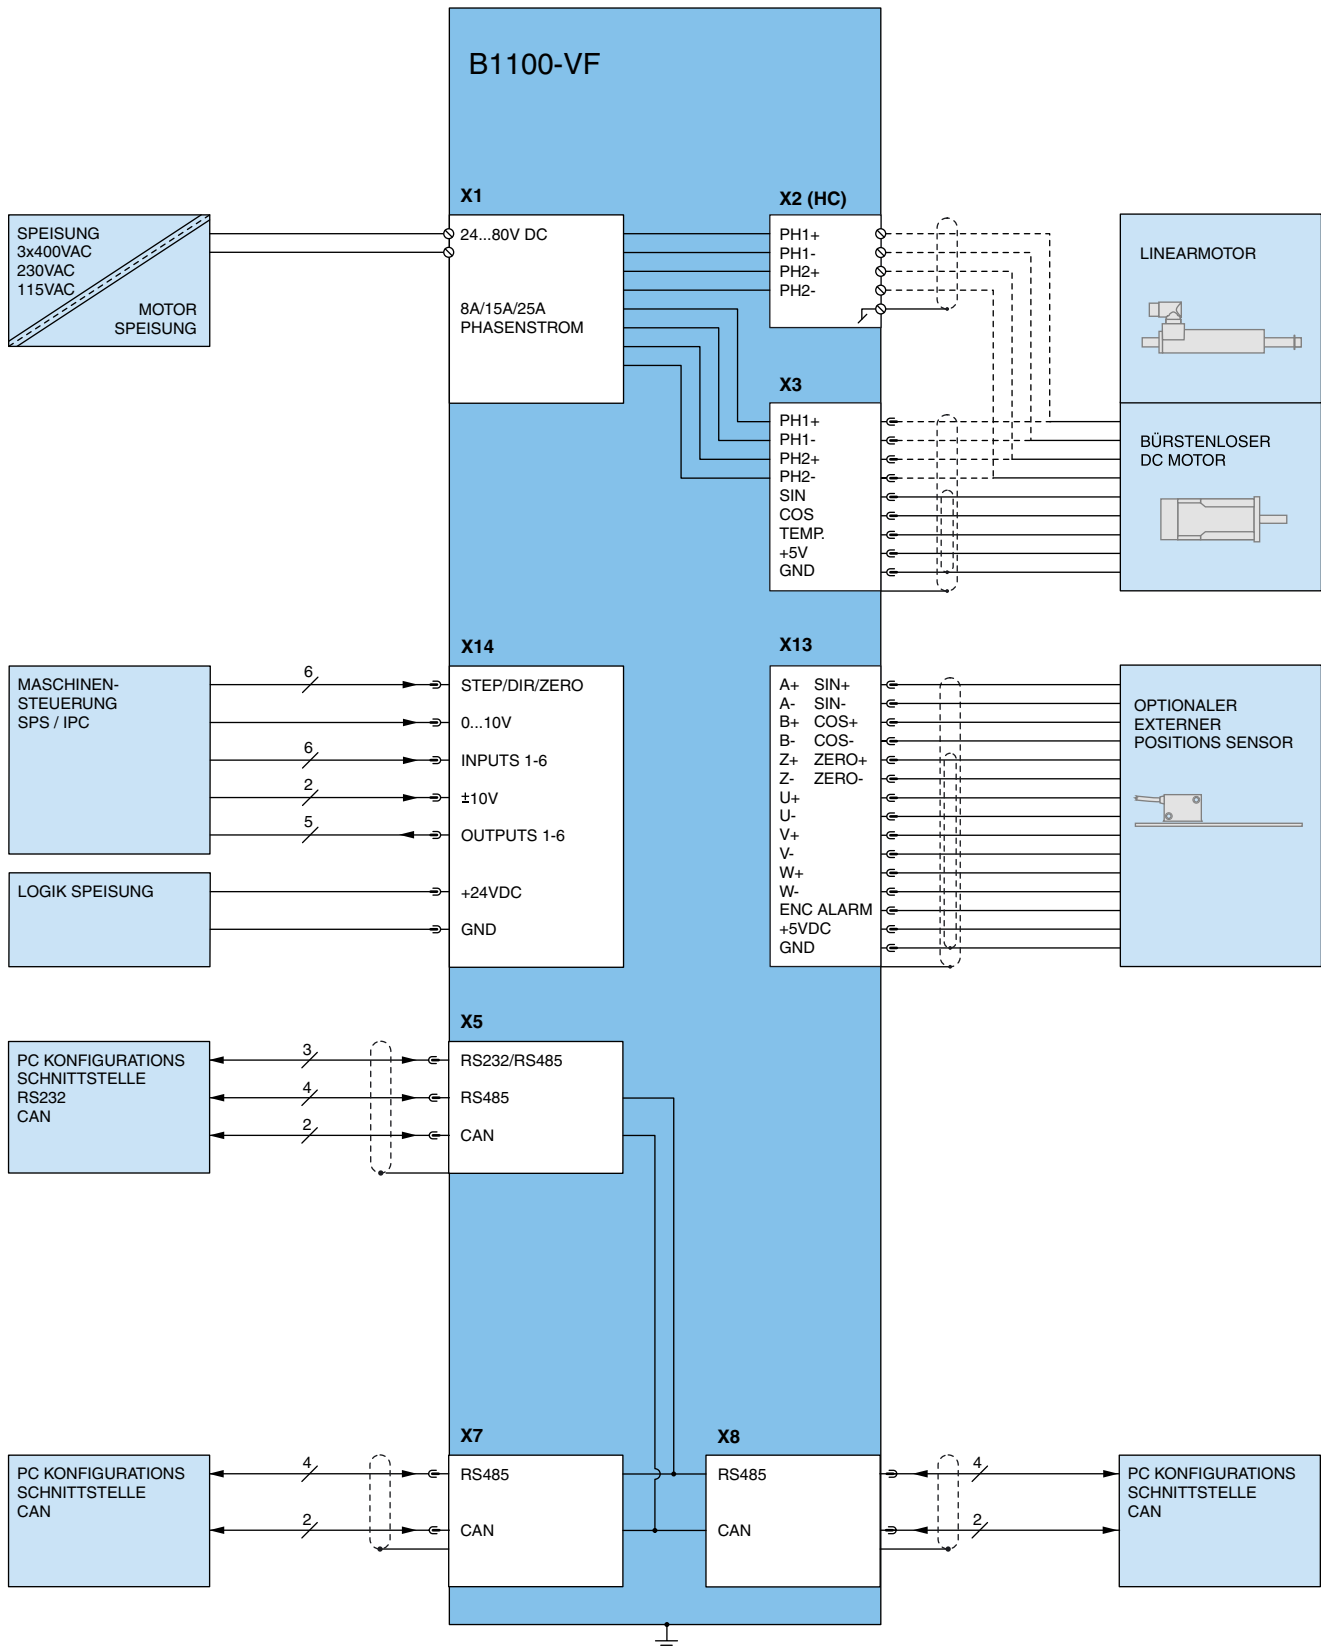 B1100-VF
X1
SPEISUNG
3x400VAC
230VAC
115VAC
MOTOR
SPEISUNG
24...80V DC
8A/15A/25A
PHASENSTROM
X2 (HC)
PH1+
PH1-
PH2+
PH2-
LINEARMOTOR
X3
PH1+
PH1-
PH2+
PH2-
SIN
COS
TEMP.
+5V
GND
BÜRSTENLOSER
DC MOTOR
X14
MASCHINEN-
STEUERUNG
SPS / IPC
6
STEP/DIR/ZERO
0...10V
6
INPUTS 1-6
2
±10V
5
OUTPUTS 1-6
LOGIK SPEISUNG
+24VDC
GND
X13
A+ SIN+
A- SIN-
B+ COS+
B- COS-
Z+ ZERO+
Z- ZERO-
U+
U-
V+
V-
W+
W-
ENC ALARM
+5VDC
GND
OPTIONALER
EXTERNER
POSITIONS SENSOR
X5
PC KONFIGURATIONS
SCHNITTSTELLE
RS232
CAN
3
RS232/RS485
4
RS485
2
CAN
X7
PC KONFIGURATIONS
SCHNITTSTELLE
CAN
4
RS485
2
CAN
X8
RS485
4
CAN
2
PC KONFIGURATIONS
SCHNITTSTELLE
CAN